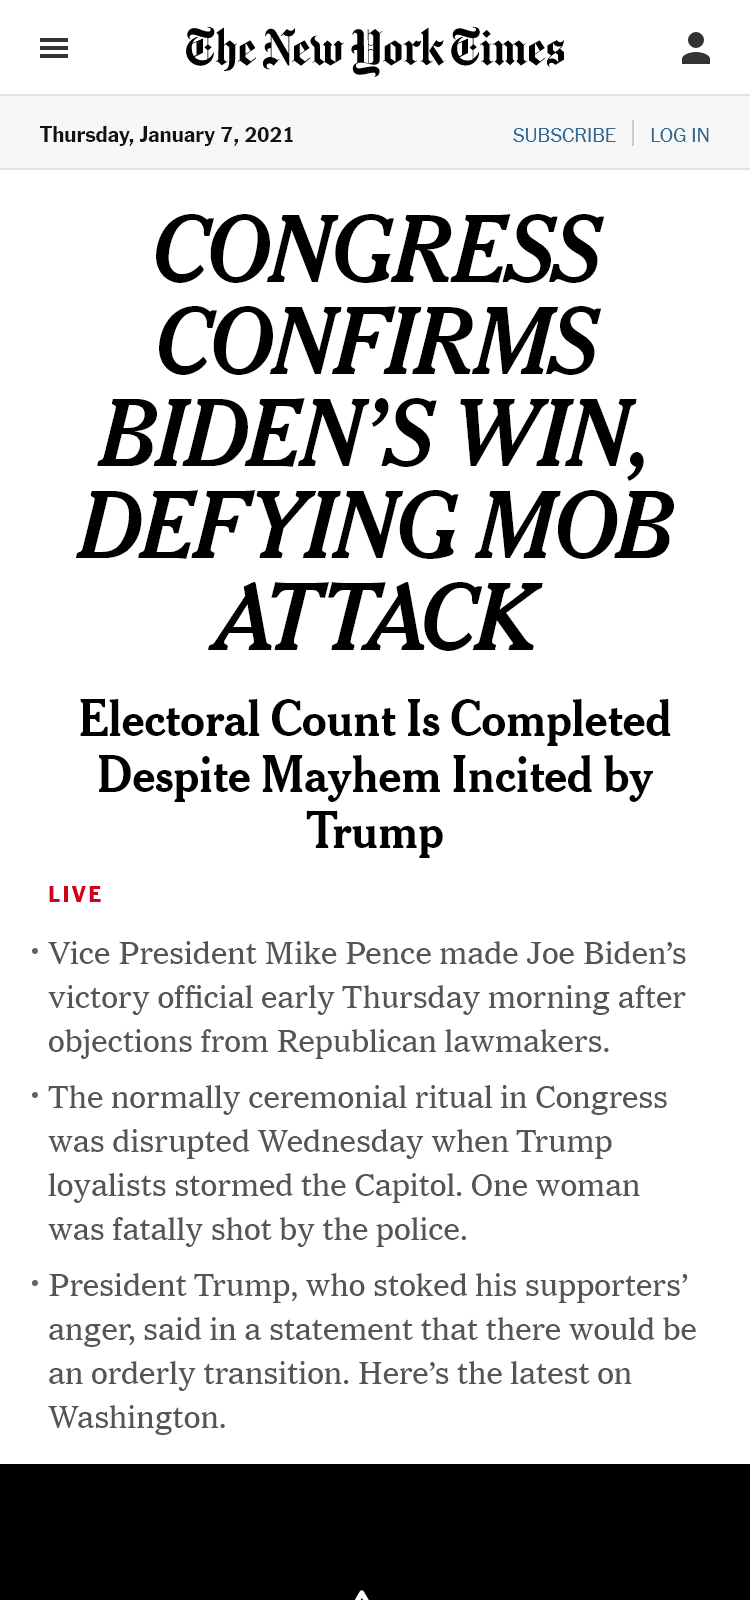 The New York Times
Thursday, January 7, 2021
SUBSCRIBE
LOG IN
CONGRESS
CONFIRMS
BIDEN’S WIN,
DEFYING MOB
ATTACK
Electoral Count Is Completed
Despite Mayhem Incited by
Trump
LIVE
• Vice President Mike Pence made Joe Biden’s
victory official early Thursday morning after
objections from Republican lawmakers.
• The normally ceremonial ritual in Congress
was disrupted Wednesday when Trump
loyalists stormed the Capitol. One woman
was fatally shot by the police.
• President Trump, who stoked his supporters’
anger, said in a statement that there would be
an orderly transition. Here’s the latest on
Washington.